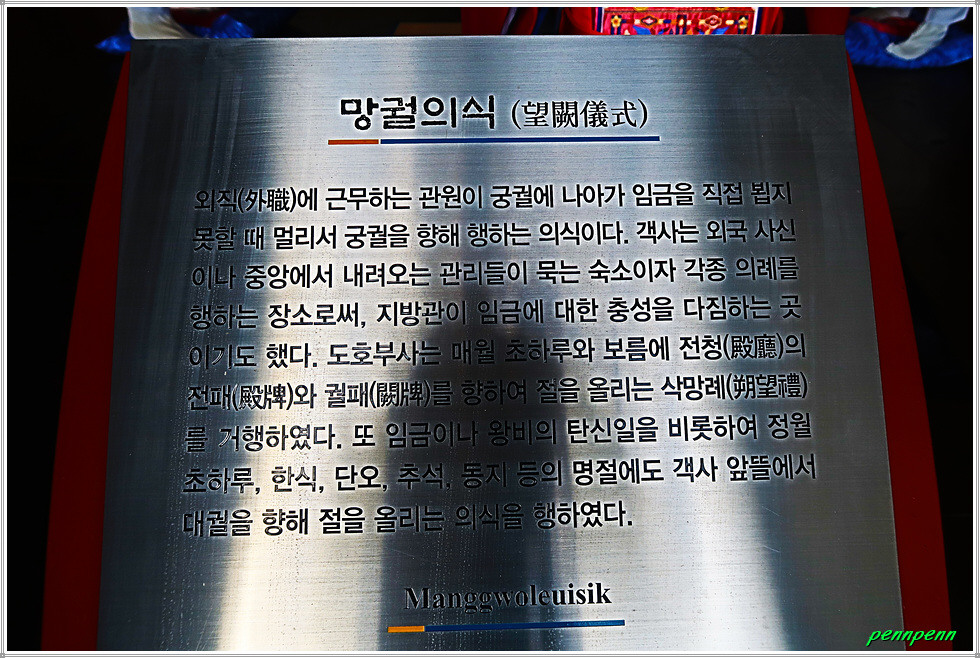 망궐의식 (望闕儀式)
외직(外職)에 근무하는 관원이 궁궐에 나아가 임금을 직접 뵙지
못할 때 멀리서 궁궐을 향해 행하는 의식이다. 객사는 외국 사신
이나 중앙에서 내려오는 관리들이 묵는 숙소이자 각종 의례를
행하는 장소로써, 지방관이 임금에 대한 충성을 다짐하는 곳
이기도 했다. 도호부사는 매월 초하루와 보름에 전청(殿廳)의
전패(殿牌)와 궐패(闕牌)를 향하여 절을 올리는 삭망례(朔望禮)
를 거행하였다. 또 임금이나 왕비의 탄신일을 비롯하여 정월
초하루, 한식, 단오, 추석, 동지 등의 명절에도 객사 앞뜰에서
대궐을 향해 절을 올리는 의식을 행하였다.
Manggwoleuisik
pennpenn